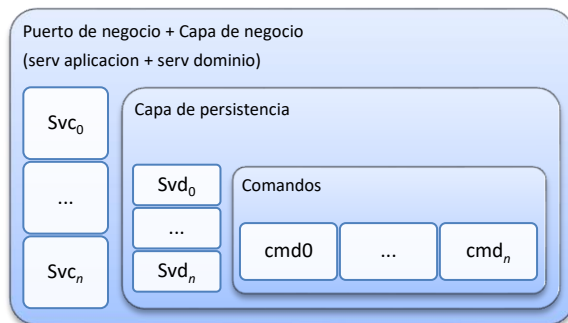 Puerto de negocio + Capa de negocio
(serv aplicacion + serv dominio)
Svc₀
...
Svcₙ
Capa de persistencia
Svd₀
...
Svdₙ
Comandos
cmd0
...
cmdₙ